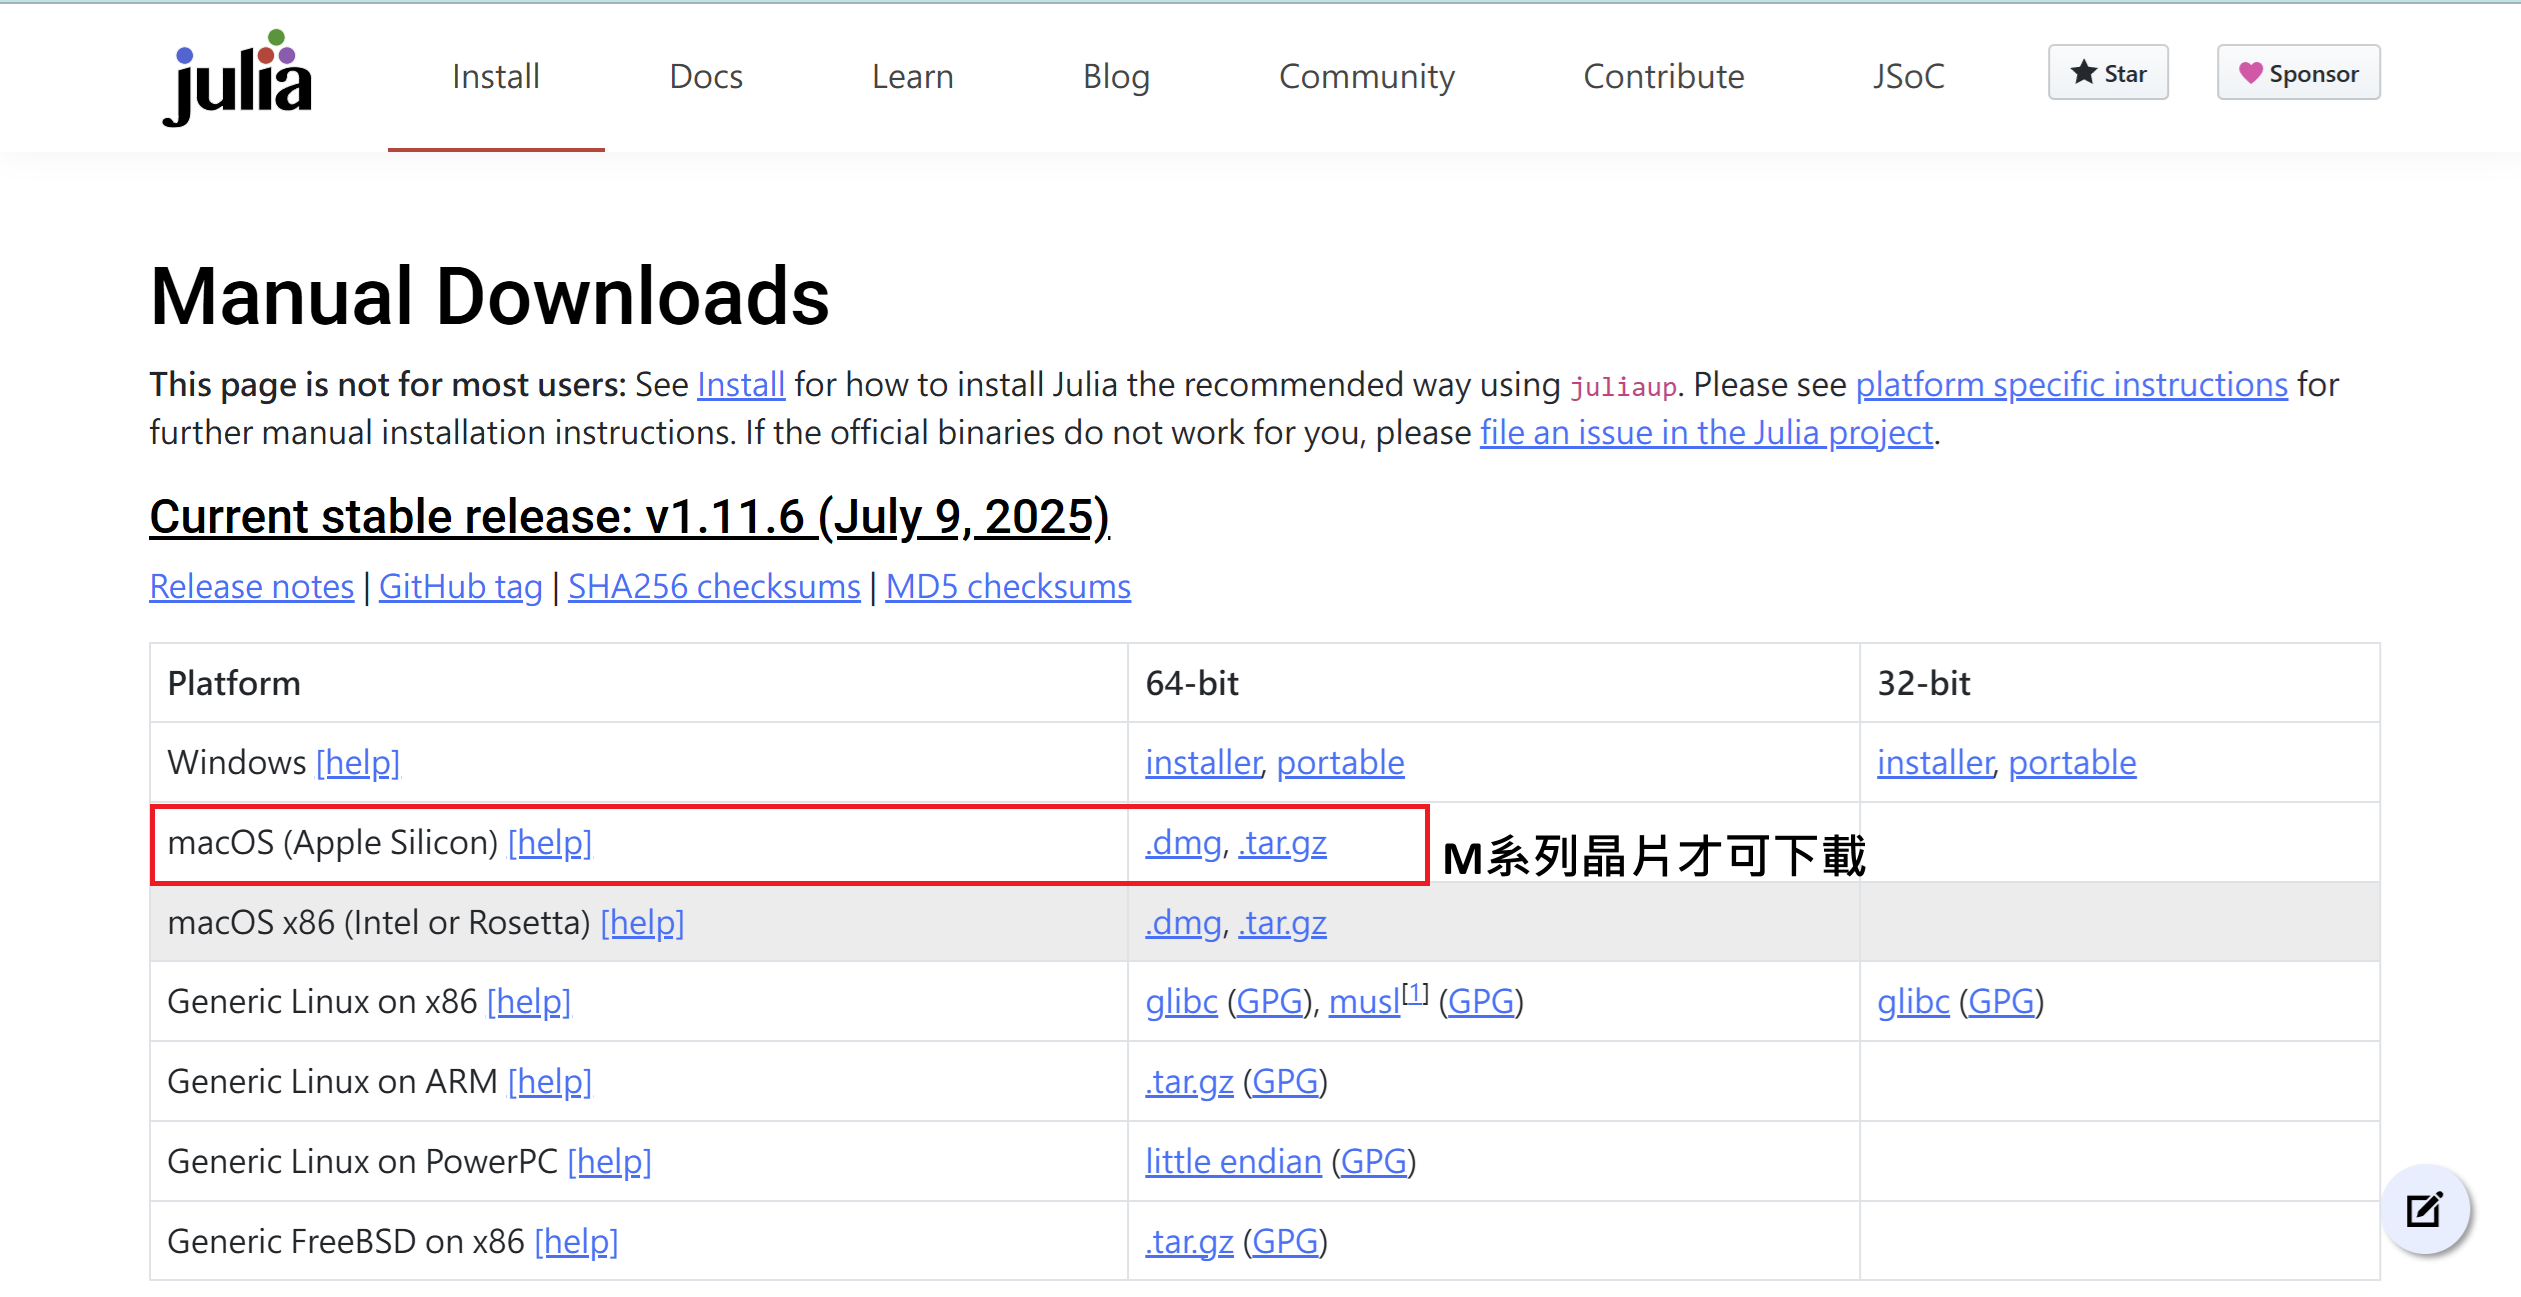 julia Install Docs Learn Blog Community Contribute JSoC Star Sponsor
Manual Downloads
This page is not for most users: See Install for how to install Julia the recommended way using juliaup. Please see platform specific instructions for
further manual installation instructions. If the official binaries do not work for you, please file an issue in the Julia project.
Current stable release: v1.11.6 (July 9, 2025)
Release notes | GitHub tag | SHA256 checksums | MD5 checksums
Platform 64-bit 32-bit
Windows [help] installer, portable installer, portable
macOS (Apple Silicon) [help] .dmg, .tar.gz M系列晶片才可下載
macOS x86 (Intel or Rosetta) [help] .dmg, .tar.gz
Generic Linux on x86 [help] glibc (GPG), musl[1] (GPG) glibc (GPG)
Generic Linux on ARM [help] .tar.gz (GPG)
Generic Linux on PowerPC [help] little endian (GPG)
Generic FreeBSD on x86 [help] .tar.gz (GPG)